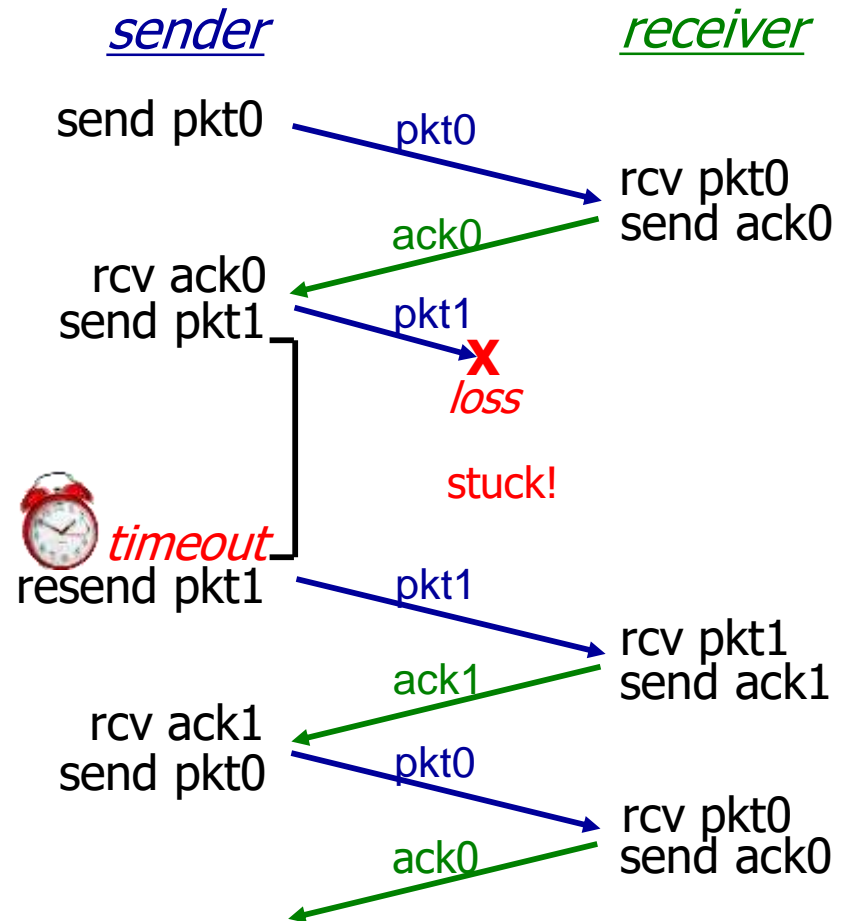 sender
receiver
send pkt0
pkt0
rcv pkt0
send ack0
ack0
rcv ack0
send pkt1
pkt1
X
loss
stuck!
timeout
resend pkt1
pkt1
rcv pkt1
send ack1
ack1
rcv ack1
send pkt0
pkt0
rcv pkt0
send ack0
ack0